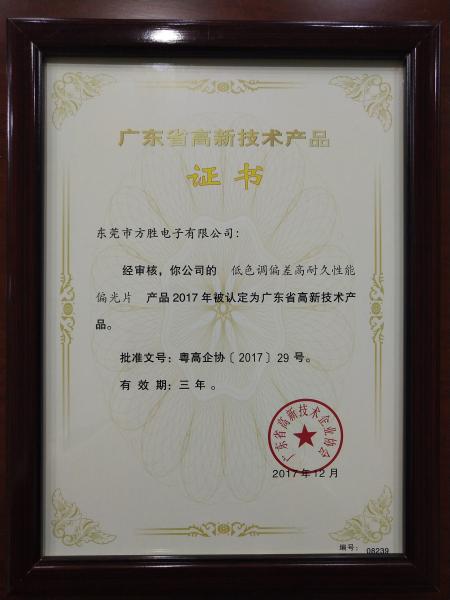 广东省高新技术产品
证书
东莞市方胜电子有限公司：
经审核，你公司的 低色调偏差高耐久性能
偏光片 产品2017年被认定为广东省高新技术产
品。
批准文号：粤高企协〔2017〕29号。
有效期：三年。
广东省高新技术企业协会
2017年12月
编号： 08239